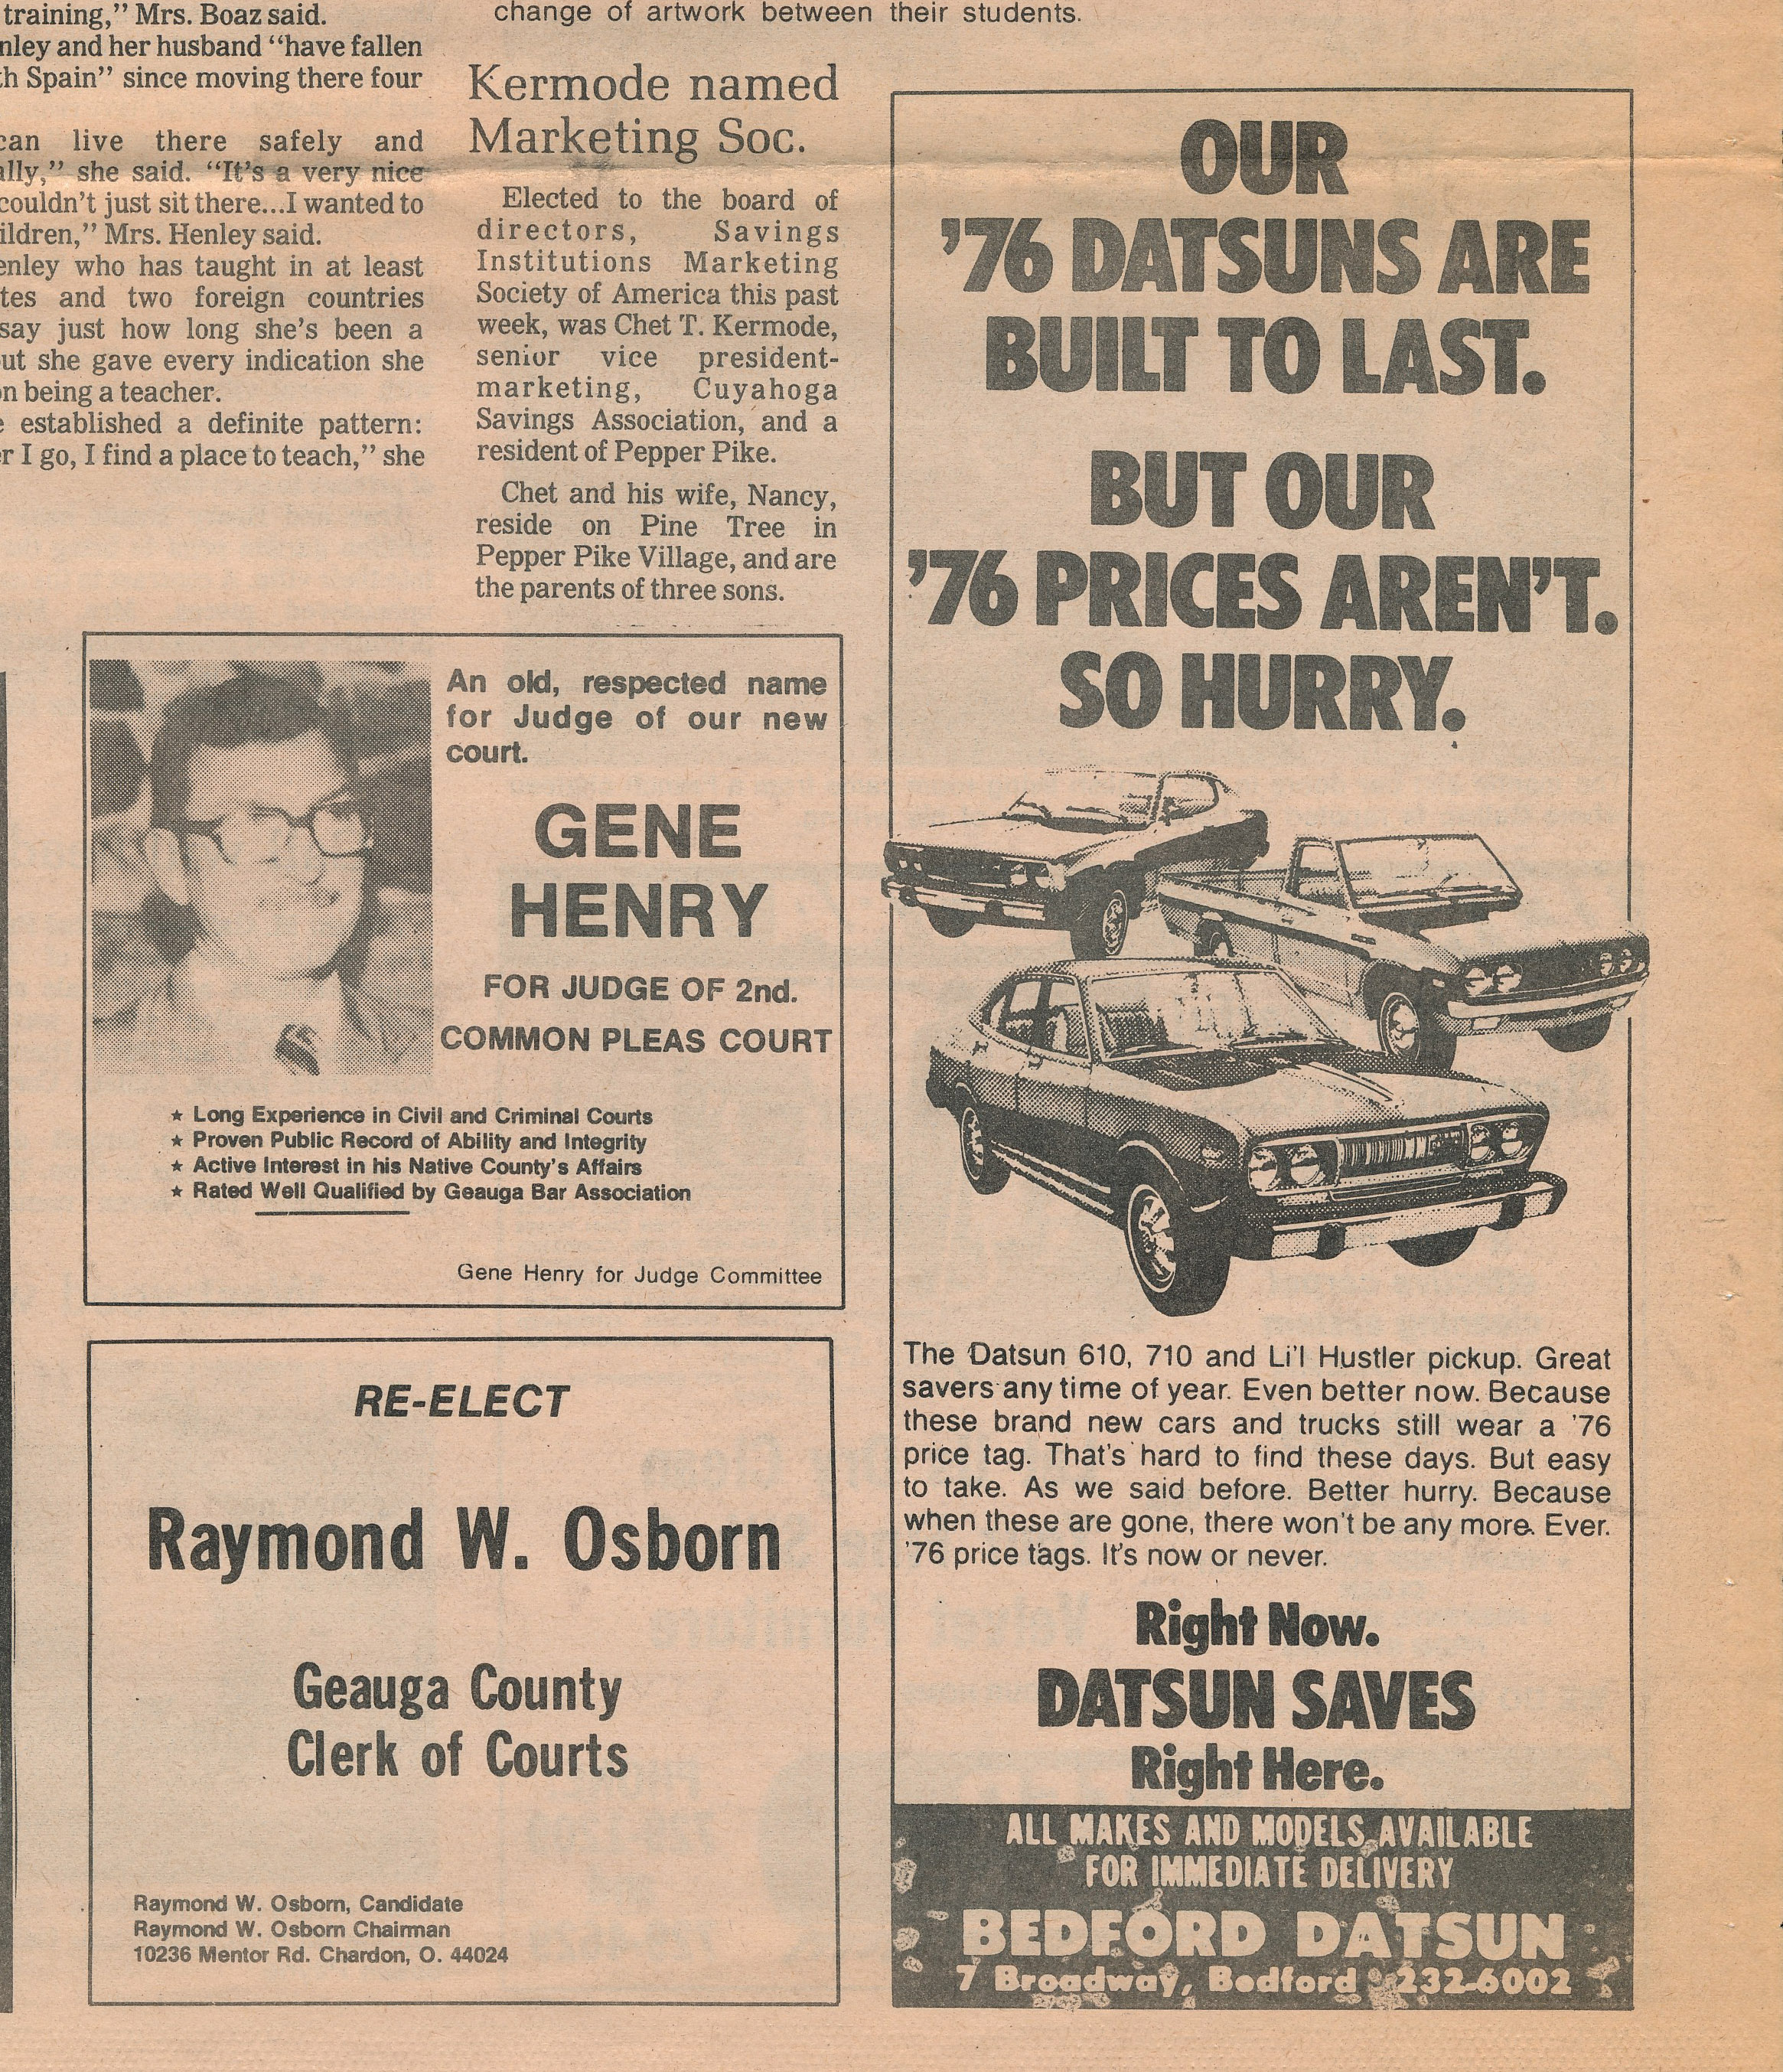 training," Mrs. Boaz said.
nley and her husband "have fallen
h Spain" since moving there four
can live there safely and
ally," she said. "It's a very nice
couldn't just sit there...I wanted to
ildren," Mrs. Henley said.
enley who has taught in at least
tes and two foreign countries
say just how long she's been a
ut she gave every indication she
on being a teacher.
e established a definite pattern:
er I go, I find a place to teach," she
change of artwork between their students.
Kermode named
Marketing Soc.
Elected to the board of
directors, Savings
Institutions Marketing
Society of America this past
week, was Chet T. Kermode,
senior vice president-
marketing, Cuyahoga
Savings Association, and a
resident of Pepper Pike.
Chet and his wife, Nancy,
reside on Pine Tree in
Pepper Pike Village, and are
the parents of three sons.
An old, respected name
for Judge of our new
court.
GENE
HENRY
FOR JUDGE OF 2nd.
COMMON PLEAS COURT
★ Long Experience in Civil and Criminal Courts
★ Proven Public Record of Ability and Integrity
★ Active Interest in his Native County's Affairs
★ Rated Well Qualified by Geauga Bar Association
Gene Henry for Judge Committee
RE-ELECT
Raymond W. Osborn
Geauga County
Clerk of Courts
Raymond W. Osborn, Candidate
Raymond W. Osborn Chairman
10236 Mentor Rd. Chardon, O. 44024
OUR
'76 DATSUNS ARE
BUILT TO LAST.
BUT OUR
'76 PRICES AREN'T.
SO HURRY.
The Datsun 610, 710 and Li'l Hustler pickup. Great
savers any time of year. Even better now. Because
these brand new cars and trucks still wear a '76
price tag. That's hard to find these days. But easy
to take. As we said before. Better hurry. Because
when these are gone, there won't be any more. Ever.
'76 price tags. It's now or never.
Right Now.
DATSUN SAVES
Right Here.
ALL MAKES AND MODELS AVAILABLE
FOR IMMEDIATE DELIVERY
BEDFORD DATSUN
7 Broadway, Bedford 232-6002